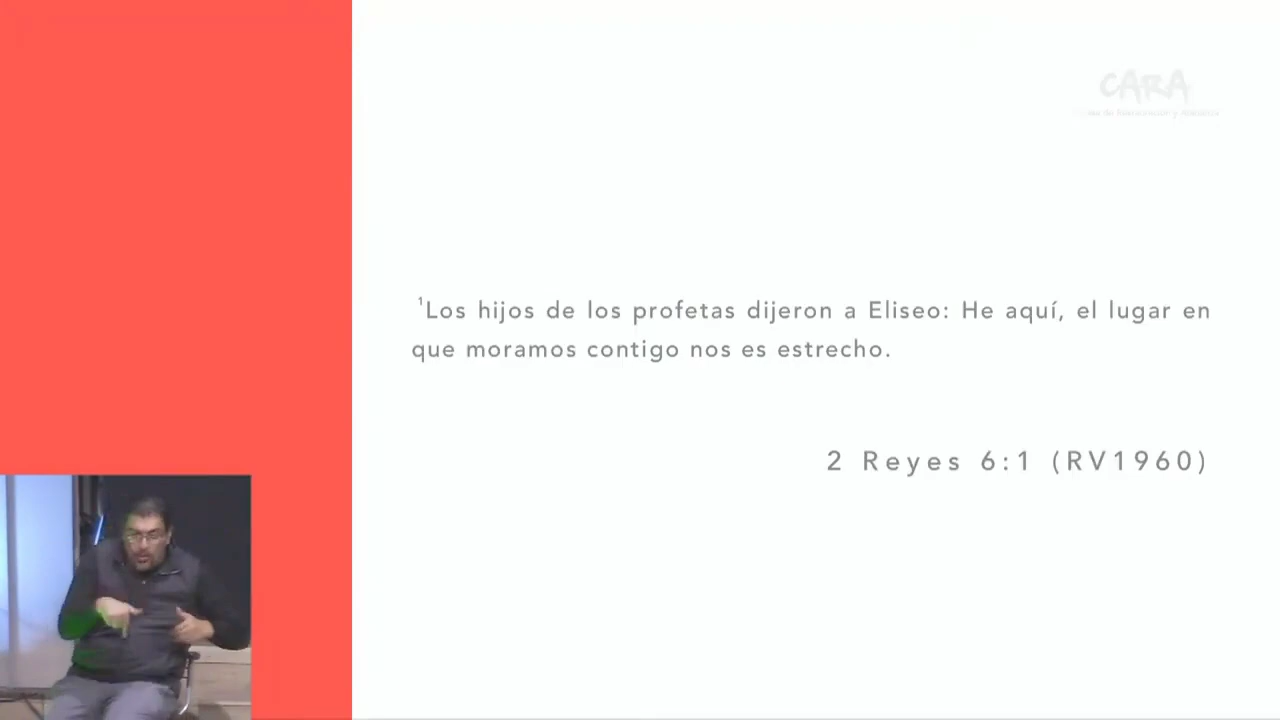 CARA
¹Los hijos de los profetas dijeron a Eliseo: He aquí, el lugar en
que moramos contigo nos es estrecho.
2 Reyes 6:1 (RV1960)